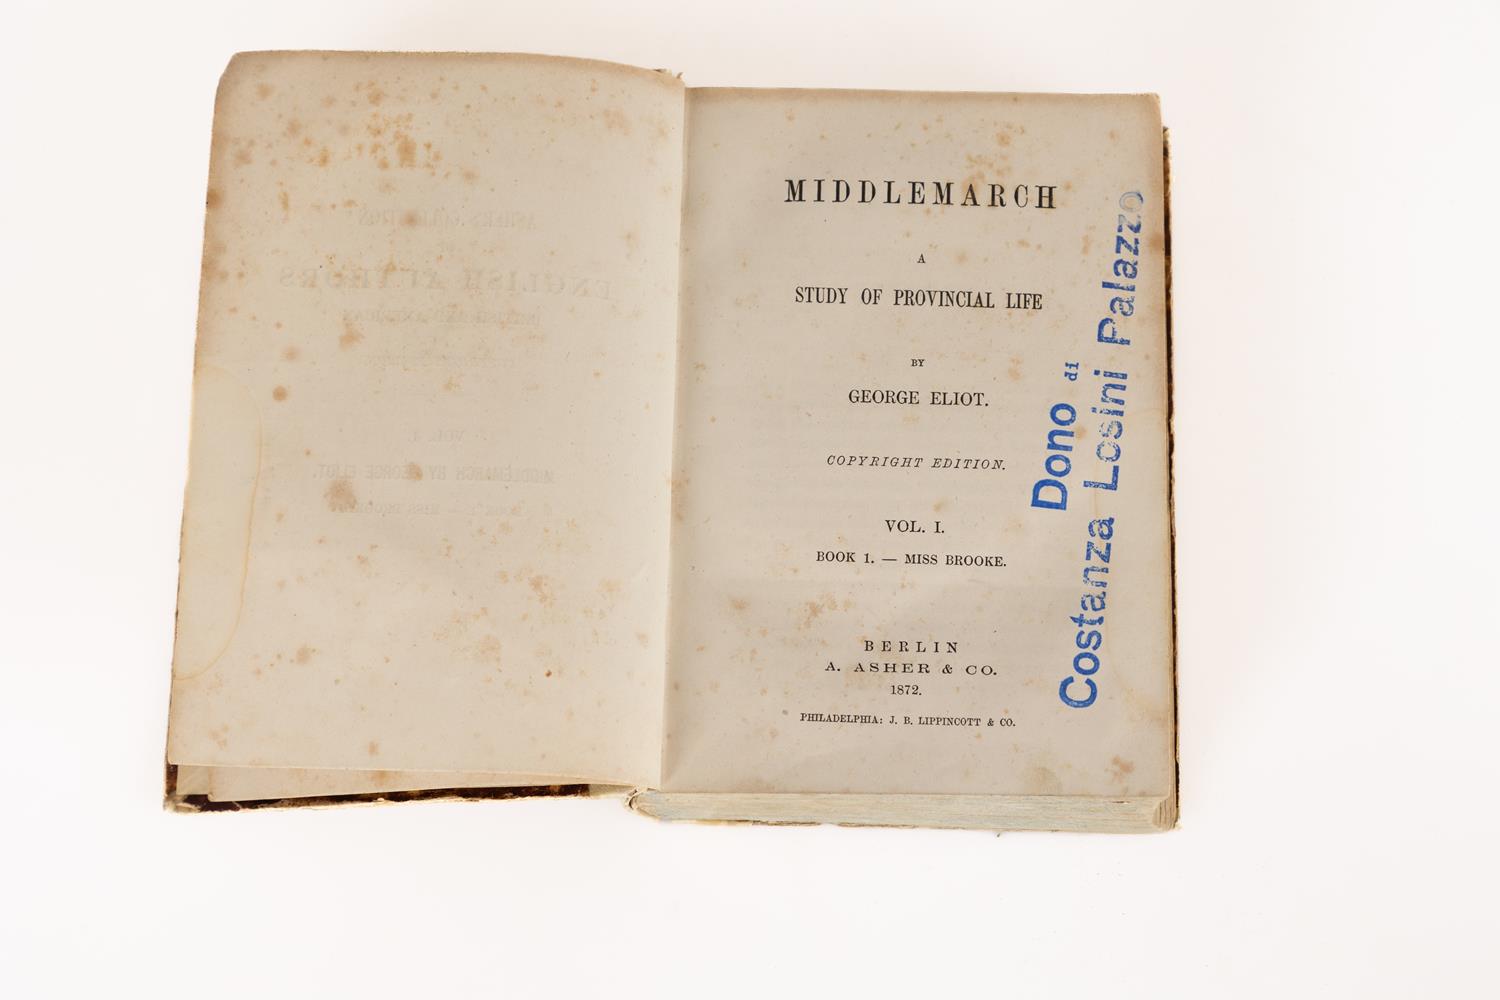 MIDDLEMARCH
A
STUDY OF PROVINCIAL LIFE
BY
GEORGE ELIOT.
COPYRIGHT EDITION.
VOL. I.
BOOK 1. — MISS BROOKE.
BERLIN
A. ASHER & CO.
1872.
PHILADELPHIA: J. B. LIPPINCOTT & CO.
Dono di
Costanza Losini Palazzo